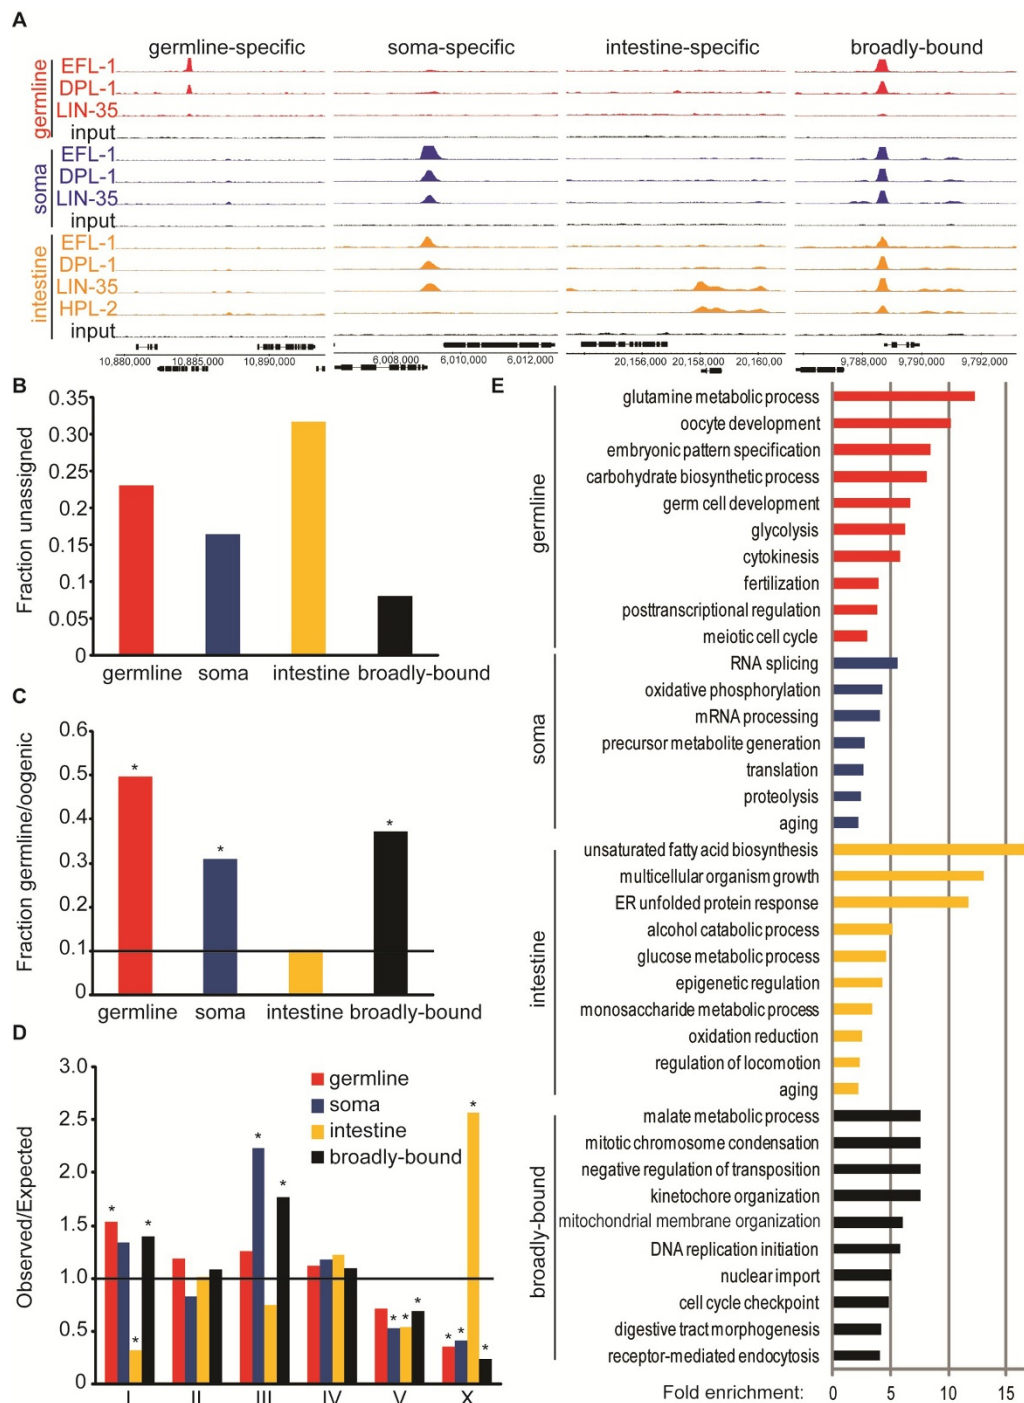 A
germline-specific soma-specific intestine-specific broadly-bound
germline
EFL-1
DPL-1
LIN-35
input
soma
EFL-1
DPL-1
LIN-35
input
intestine
EFL-1
DPL-1
LIN-35
HPL-2
input
10,880,000 10,885,000 10,890,000
6,008,000 6,010,000 6,012,000
20,156,000 20,158,000 20,160,000
9,788,000 9,790,000 9,792,000
B
Fraction unassigned
0.35
0.30
0.25
0.2
0.15
0.1
0.05
0
germline soma intestine broadly-bound
C
Fraction germline/oogenic
0.6
0.5
0.4
0.3
0.2
0.1
0
* * *
germline soma intestine broadly-bound
D
Observed/Expected
3.0
2.5
2.0
1.5
1.0
0.5
0
germline
soma
intestine
broadly-bound
* * * * * * * * * * * *
I II III IV V X
E
germline
glutamine metabolic process
oocyte development
embryonic pattern specification
carbohydrate biosynthetic process
germ cell development
glycolysis
cytokinesis
fertilization
posttranscriptional regulation
meiotic cell cycle
soma
RNA splicing
oxidative phosphorylation
mRNA processing
precursor metabolite generation
translation
proteolysis
aging
intestine
unsaturated fatty acid biosynthesis
multicellular organism growth
ER unfolded protein response
alcohol catabolic process
glucose metabolic process
epigenetic regulation
monosaccharide metabolic process
oxidation reduction
regulation of locomotion
aging
broadly-bound
malate metabolic process
mitotic chromosome condensation
negative regulation of transposition
kinetochore organization
mitochondrial membrane organization
DNA replication initiation
nuclear import
cell cycle checkpoint
digestive tract morphogenesis
receptor-mediated endocytosis
Fold enrichment: 0 5 10 15